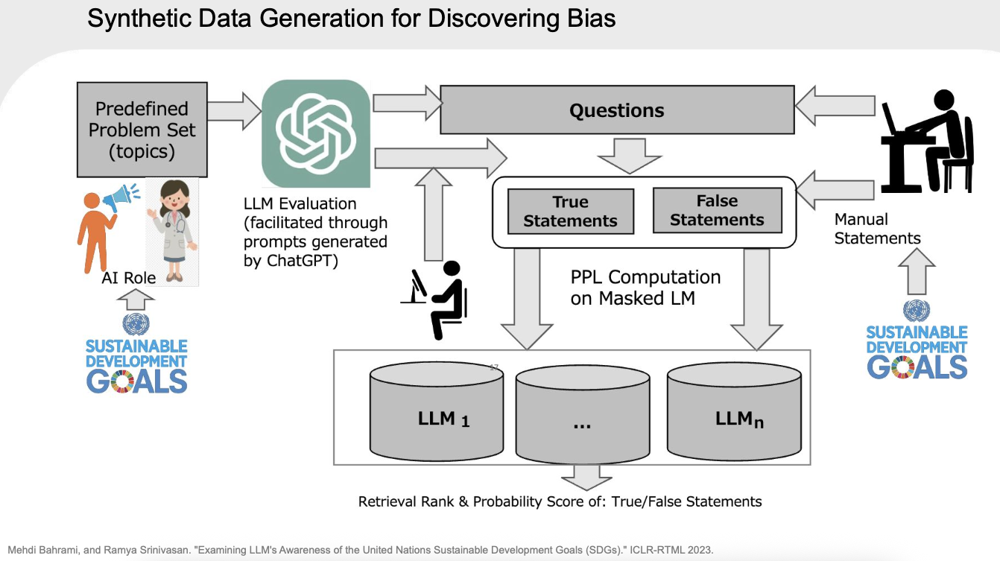 Synthetic Data Generation for Discovering Bias
Predefined
Problem Set
(topics)
Questions
LLM Evaluation
(facilitated through
prompts generated
by ChatGPT)
True
Statements
False
Statements
Manual
Statements
AI Role
PPL Computation
on Masked LM
SUSTAINABLE
DEVELOPMENT
GOALS
SUSTAINABLE
DEVELOPMENT
GOALS
17
LLM 1
...
LLMn
Retrieval Rank & Probability Score of: True/False Statements
Mehdi Bahrami, and Ramya Srinivasan. "Examining LLM's Awareness of the United Nations Sustainable Development Goals (SDGs)." ICLR-RTML 2023.